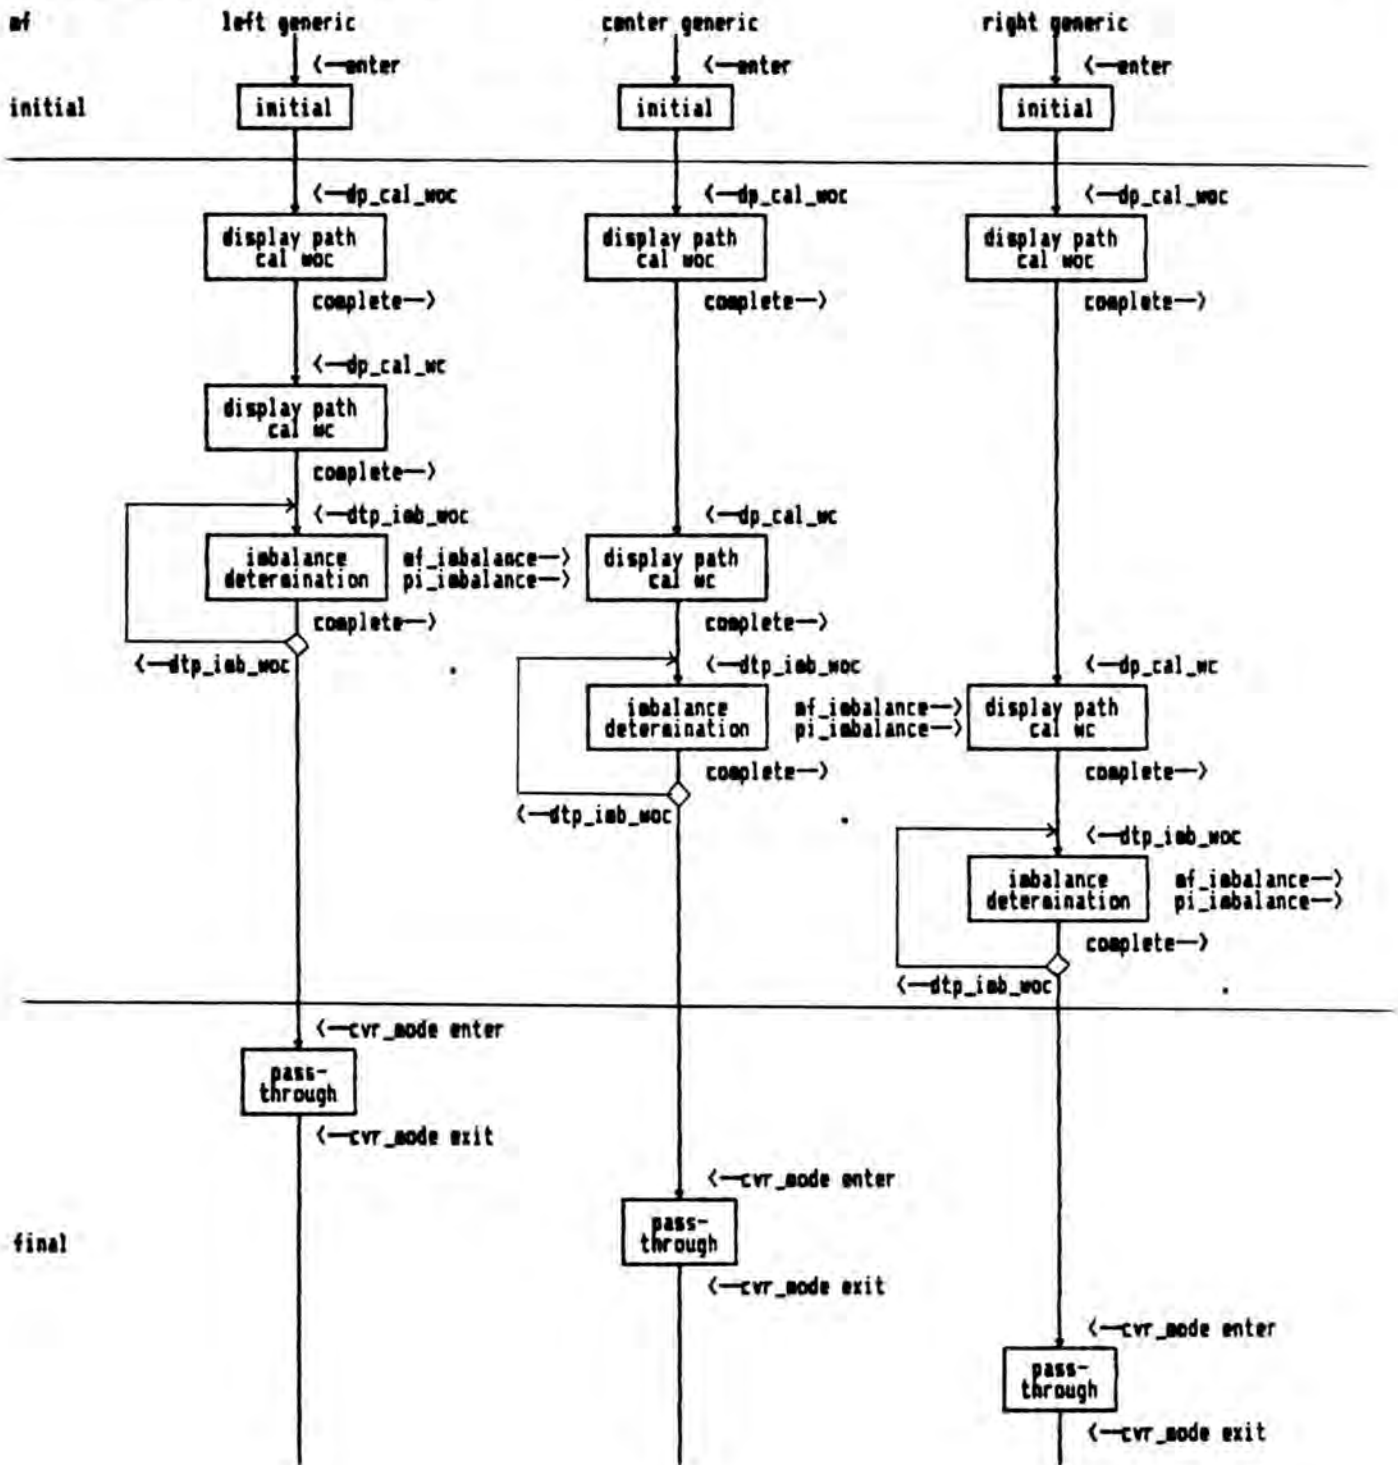 mf left generic center generic right generic
<—enter <—enter <—enter
initial initial initial initial
<—dp_cal_woc <—dp_cal_woc <—dp_cal_woc
display path display path display path
cal woc cal woc cal woc
complete—> complete—> complete—>
<—dp_cal_wc
display path
cal wc
complete—>
<—dtp_imb_woc <—dp_cal_wc
imbalance mf_imbalance—> display path
determination pi_imbalance—> cal wc
complete—> complete—>
<—dtp_imb_woc <—dtp_imb_woc <—dp_cal_wc
imbalance mf_imbalance—> display path
determination pi_imbalance—> cal wc
complete—> complete—>
<—dtp_imb_woc <—dtp_imb_woc
imbalance mf_imbalance—>
determination pi_imbalance—>
complete—>
<—dtp_imb_woc
<—cvr_mode enter
pass-
through
<—cvr_mode exit
<—cvr_mode enter
pass-
final through
<—cvr_mode exit
<—cvr_mode enter
pass-
through
<—cvr_mode exit